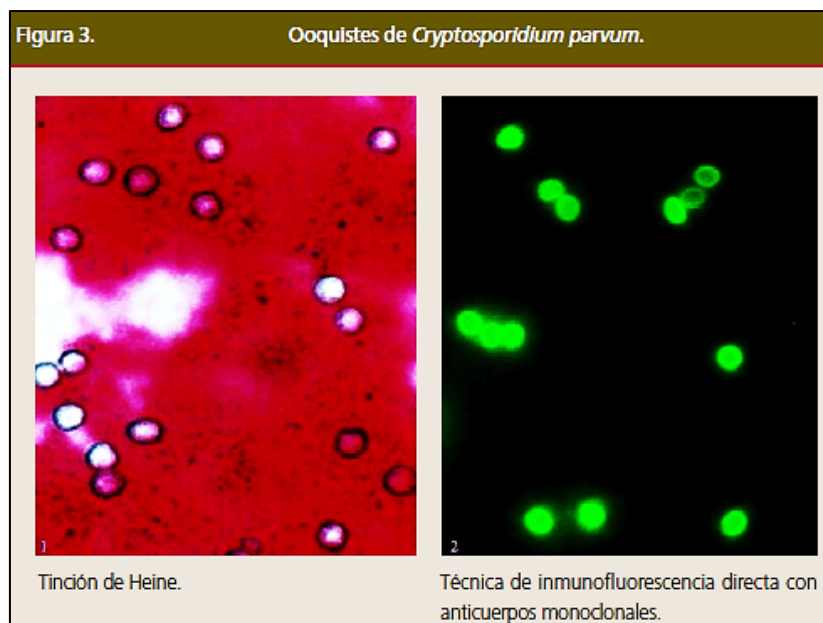 Figura 3. Ooquistes de Cryptosporidium parvum.
1
2
Tinción de Heine.
Técnica de inmunofluorescencia directa con
anticuerpos monoclonales.